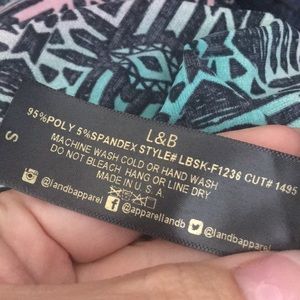 L&B
95%POLY 5%SPANDEX STYLE# LBSK-F1236 CUT# 1495
MACHINE WASH COLD OR HAND WASH
DO NOT BLEACH HANG OR LINE DRY
MADE IN U.S.A
@landbapparel
@apparellandb
@landbapparel
S